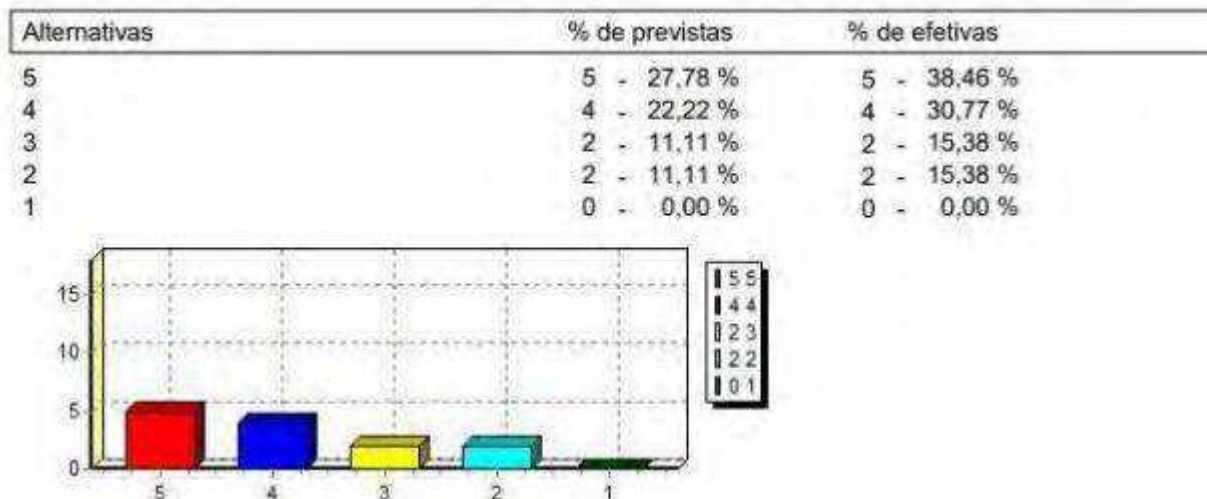 Alternativas % de previstas % de efetivas
5 5 - 27,78 % 5 - 38,46 %
4 4 - 22,22 % 4 - 30,77 %
3 2 - 11,11 % 2 - 15,38 %
2 2 - 11,11 % 2 - 15,38 %
1 0 - 0,00 % 0 - 0,00 %
15
10
5
0
5 4 3 2 1
5 5
4 4
2 3
2 2
0 1